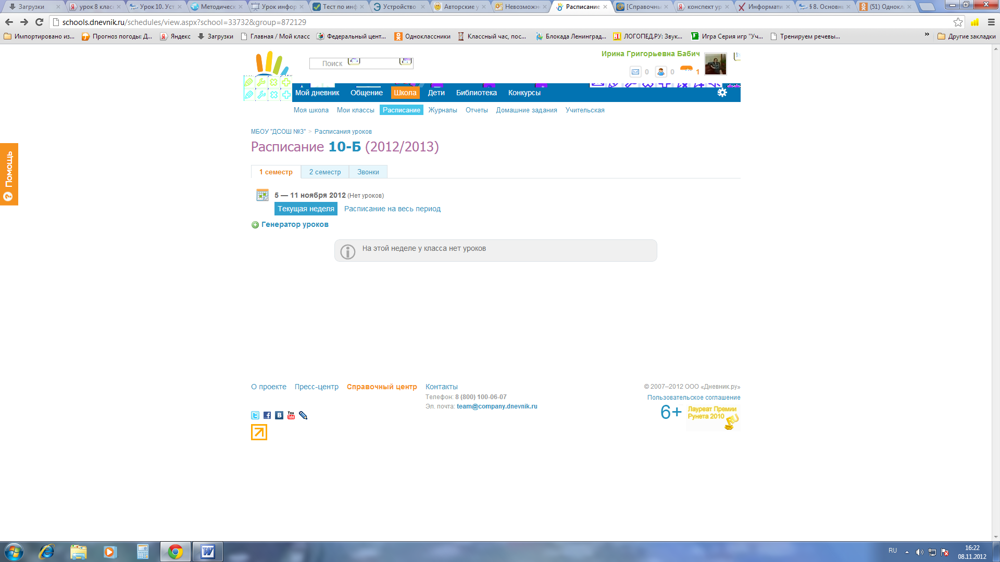 Загрузки
урок 8 клас
Урок 10. Уст
Методическ
Урок инфор
Тест по инф
Устройство
Авторские у
Невозможн
Расписание
[Справочны
конспект ур
Информати
§ 8. Основн
(51) Однокл
schools.dnevnik.ru/schedules/view.aspx?school=33732&group=872129
Импортировано из...
Прогноз погоды: Д...
Яндекс
Загрузки
Главная / Мой класс
Федеральный цент...
Одноклассники
Классный час, пос...
Блокада Ленинград...
ЛОГОПЕД.РУ: Звук...
Игра Серия игр "Уч...
Тренируем речевы...
»
Другие закладки
Поиск
Ирина Григорьевна Бабич
0
0
1
Мой дневник Общение Школа Дети Библиотека Конкурсы
Моя школа Мои классы Расписание Журналы Отчеты Домашние задания Учительская
МБОУ "ДСОШ №3" > Расписания уроков
Расписание 10-Б (2012/2013)
Помощь
1 семестр 2 семестр Звонки
5 — 11 ноября 2012 (Нет уроков)
Текущая неделя Расписание на весь период
Генератор уроков
На этой неделе у класса нет уроков
О проекте Пресс-центр Справочный центр Контакты
Телефон: 8 (800) 100-06-07
Эл. почта: team@company.dnevnik.ru
© 2007–2012 ООО «Дневник.ру»
Пользовательское соглашение
6+
Лауреат Премии
Рунета 2010
You
Tube
RU
16:22
08.11.2012